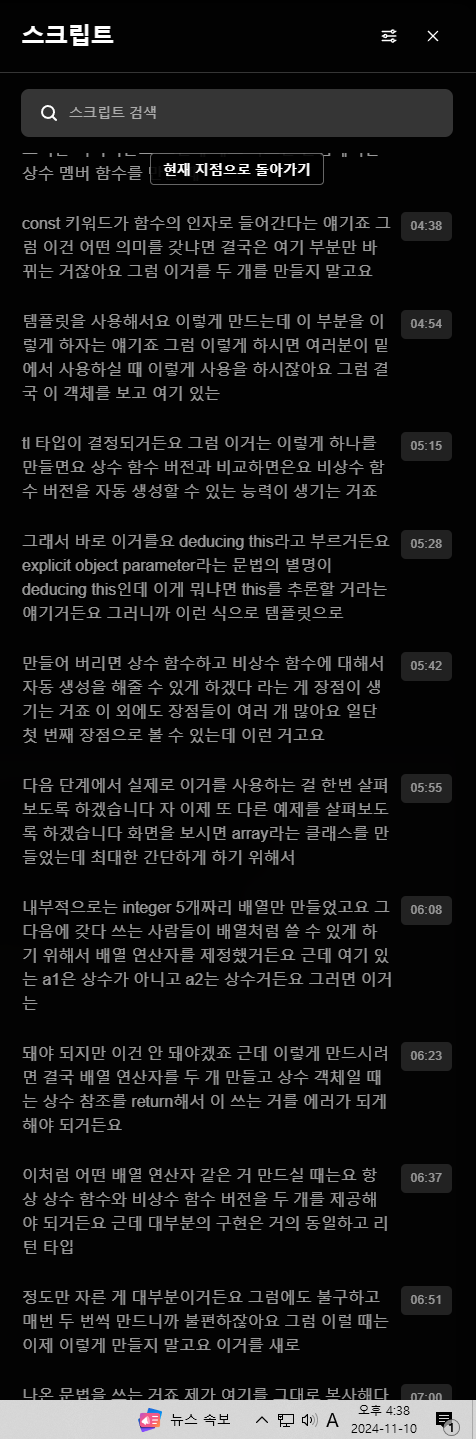 스크립트
스크립트 검색
현재 지점으로 돌아가기
상수 멤버 함수를
const 키워드가 함수의 인자로 들어간다는 얘기죠 그
럼 이건 어떤 의미를 갖냐면 결국은 여기 부분만 바
뀌는 거잖아요 그럼 이거를 두 개를 만들지 말고요
04:38
템플릿을 사용해서요 이렇게 만드는데 이 부분을 이
렇게 하자는 얘기죠 그럼 이렇게 하시면 여러분이 밑
에서 사용하실 때 이렇게 사용을 하시잖아요 그럼 결
국 이 객체를 보고 여기 있는
04:54
tl 타입이 결정되거든요 그럼 이거는 이렇게 하나를
만들면요 상수 함수 버전과 비교하면은요 비상수 함
수 버전을 자동 생성할 수 있는 능력이 생기는 거죠
05:15
그래서 바로 이거를요 deducing this라고 부르거든요
explicit object parameter라는 문법의 별명이
deducing this인데 이게 뭐냐면 this를 추론할 거라는
얘기거든요 그러니까 이런 식으로 템플릿으로
05:28
만들어 버리면 상수 함수하고 비상수 함수에 대해서
자동 생성을 해줄 수 있게 하겠다 라는 게 장점이 생
기는 거죠 이 외에도 장점들이 여러 개 많아요 일단
첫 번째 장점으로 볼 수 있는데 이런 거고요
05:42
다음 단계에서 실제로 이거를 사용하는 걸 한번 살펴
보도록 하겠습니다 자 이제 또 다른 예제를 살펴보도
록 하겠습니다 화면을 보시면 array라는 클래스를 만
들었는데 최대한 간단하게 하기 위해서
05:55
내부적으로는 integer 5개짜리 배열만 만들었고요 그
다음에 갖다 쓰는 사람들이 배열처럼 쓸 수 있게 하
기 위해서 배열 연산자를 제정했거든요 근데 여기 있
는 a1은 상수가 아니고 a2는 상수거든요 그러면 이거
는
06:08
돼야 되지만 이건 안 돼야겠죠 근데 이렇게 만드시려
면 결국 배열 연산자를 두 개 만들고 상수 객체일 때
는 상수 참조를 return해서 이 쓰는 거를 에러가 되게
해야 되거든요
06:23
이처럼 어떤 배열 연산자 같은 거 만드실 때는요 항
상 상수 함수와 비상수 함수 버전을 두 개를 제공해
야 되거든요 근데 대부분의 구현은 거의 동일하고 리
턴 타입
06:37
정도만 자른 게 대부분이거든요 그럼에도 불구하고
매번 두 번씩 만드니까 불편하잖아요 그럼 이럴 때는
이제 이렇게 만들지 말고요 이거를 새로
06:51
나온 문법을 쓰는 거죠 제가 여기를 그대로 복사해다
07:00
뉴스 속보
A
오후 4:38
2024-11-10
1